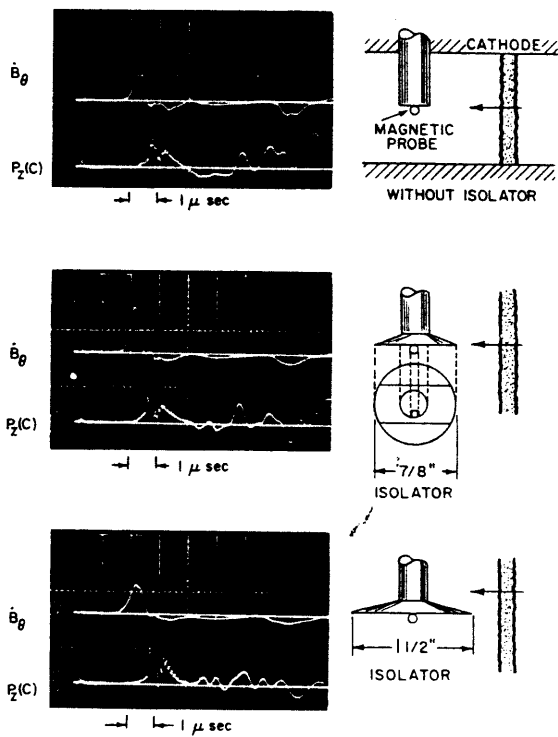 Ḃθ
CATHODE
MAGNETIC
PROBE
Pz(C)
1 μ sec
WITHOUT ISOLATOR
Ḃθ
Pz(C)
1 μ sec
7/8"
ISOLATOR
Ḃθ
1 1/2"
ISOLATOR
Pz(C)
1 μ sec